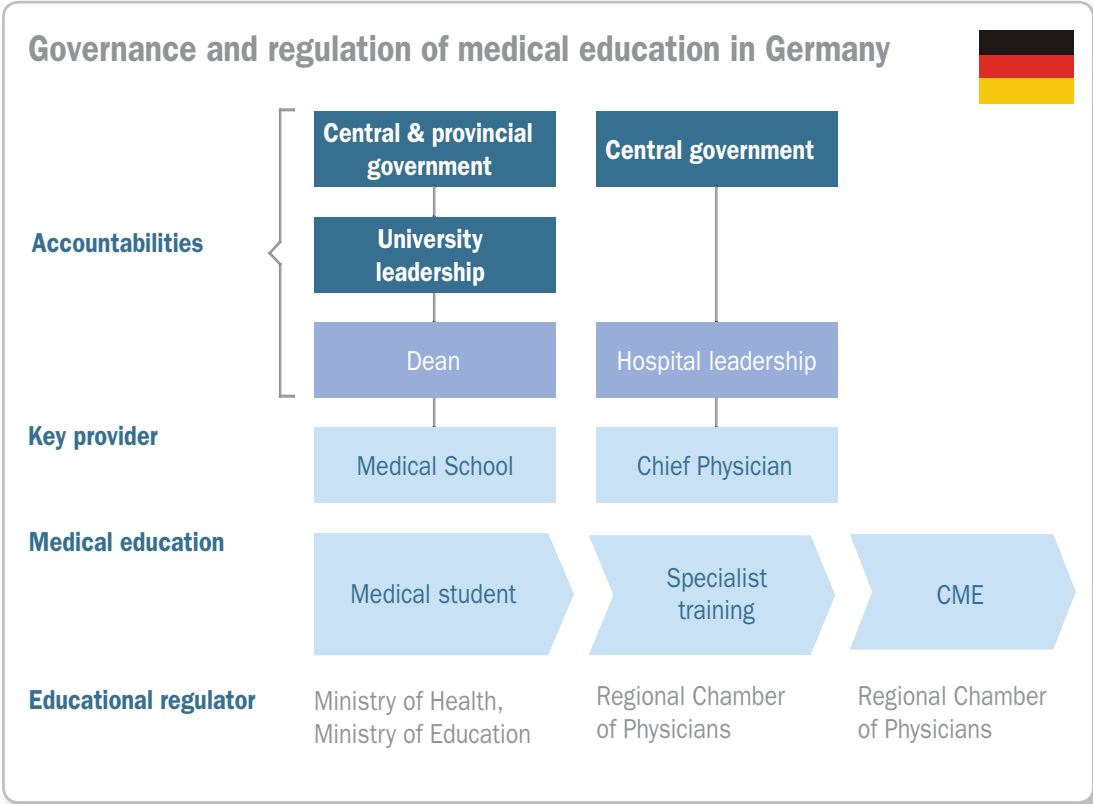 Governance and regulation of medical education in Germany
Central & provincial
government
Central government
Accountabilities
University
leadership
Dean
Hospital leadership
Key provider
Medical School
Chief Physician
Medical education
Medical student
Specialist
training
CME
Educational regulator
Ministry of Health,
Ministry of Education
Regional Chamber
of Physicians
Regional Chamber
of Physicians